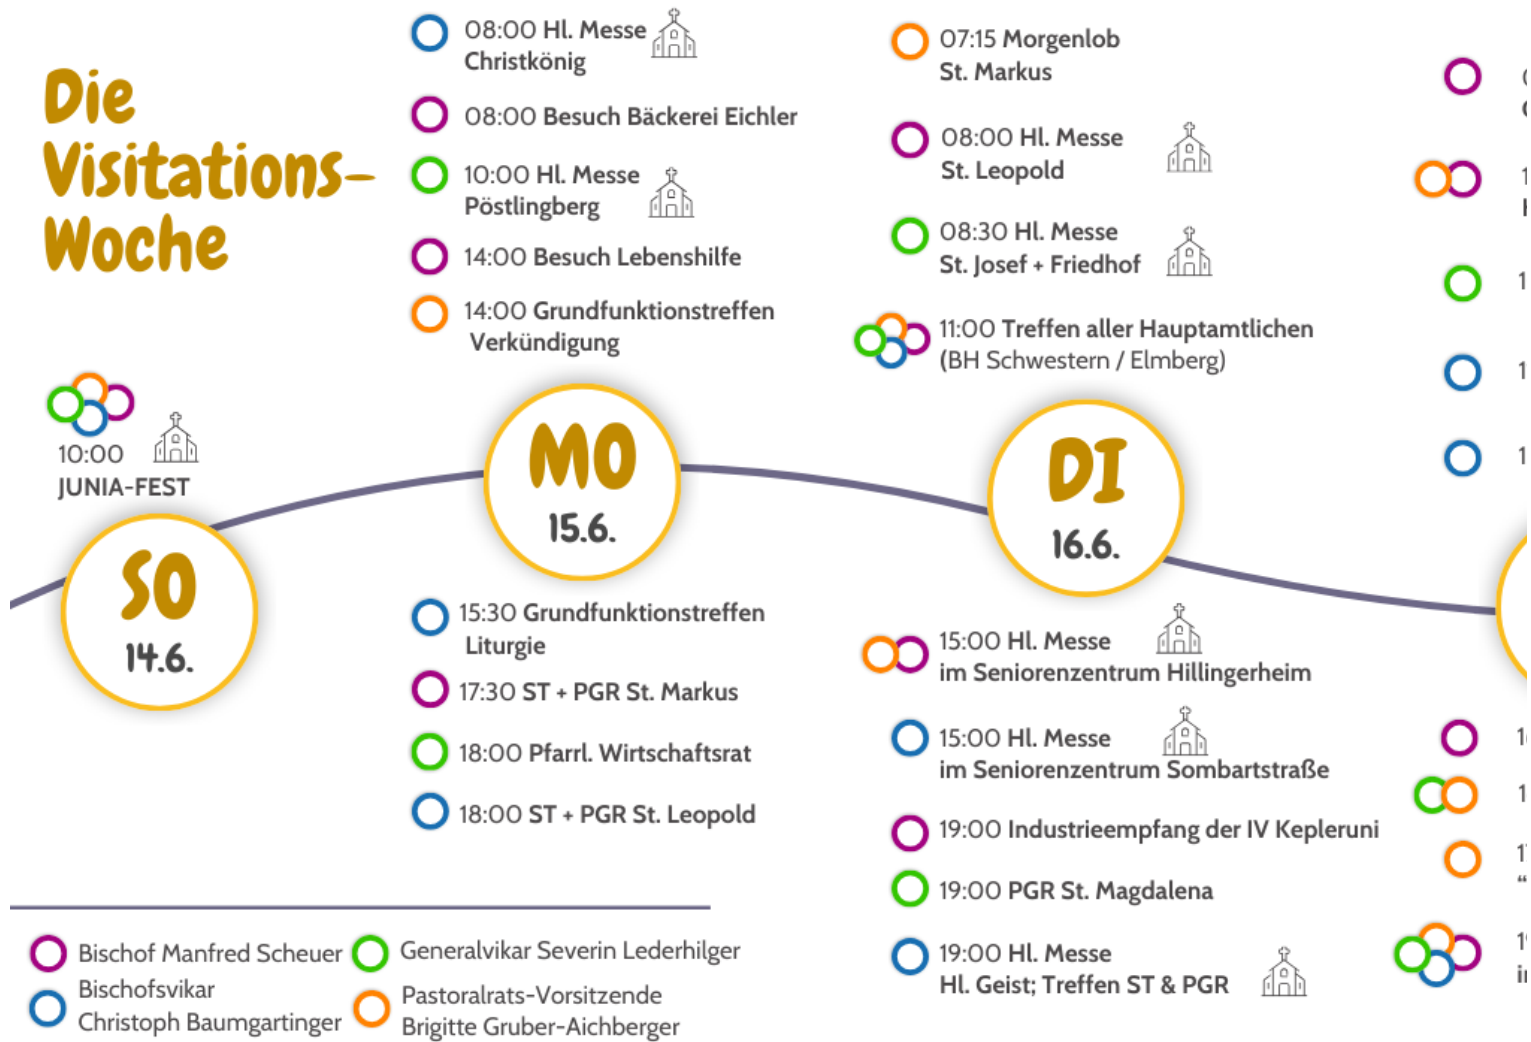 Die
Visitations-
Woche
10:00
JUNIA-FEST
SO
14.6.
08:00 Hl. Messe
Christkönig
08:00 Besuch Bäckerei Eichler
10:00 Hl. Messe
Pöstlingberg
14:00 Besuch Lebenshilfe
14:00 Grundfunktionstreffen
Verkündigung
MO
15.6.
15:30 Grundfunktionstreffen
Liturgie
17:30 ST + PGR St. Markus
18:00 Pfarrl. Wirtschaftsrat
18:00 ST + PGR St. Leopold
07:15 Morgenlob
St. Markus
08:00 Hl. Messe
St. Leopold
08:30 Hl. Messe
St. Josef + Friedhof
11:00 Treffen aller Hauptamtlichen
(BH Schwestern / Elmberg)
DI
16.6.
15:00 Hl. Messe
im Seniorenzentrum Hillingerheim
15:00 Hl. Messe
im Seniorenzentrum Sombartstraße
19:00 Industrieempfang der IV Kepleruni
19:00 PGR St. Magdalena
19:00 Hl. Messe
Hl. Geist; Treffen ST & PGR
Bischof Manfred Scheuer
Generalvikar Severin Lederhilger
Bischofsvikar
Christoph Baumgartinger
Pastoralrats-Vorsitzende
Brigitte Gruber-Aichberger